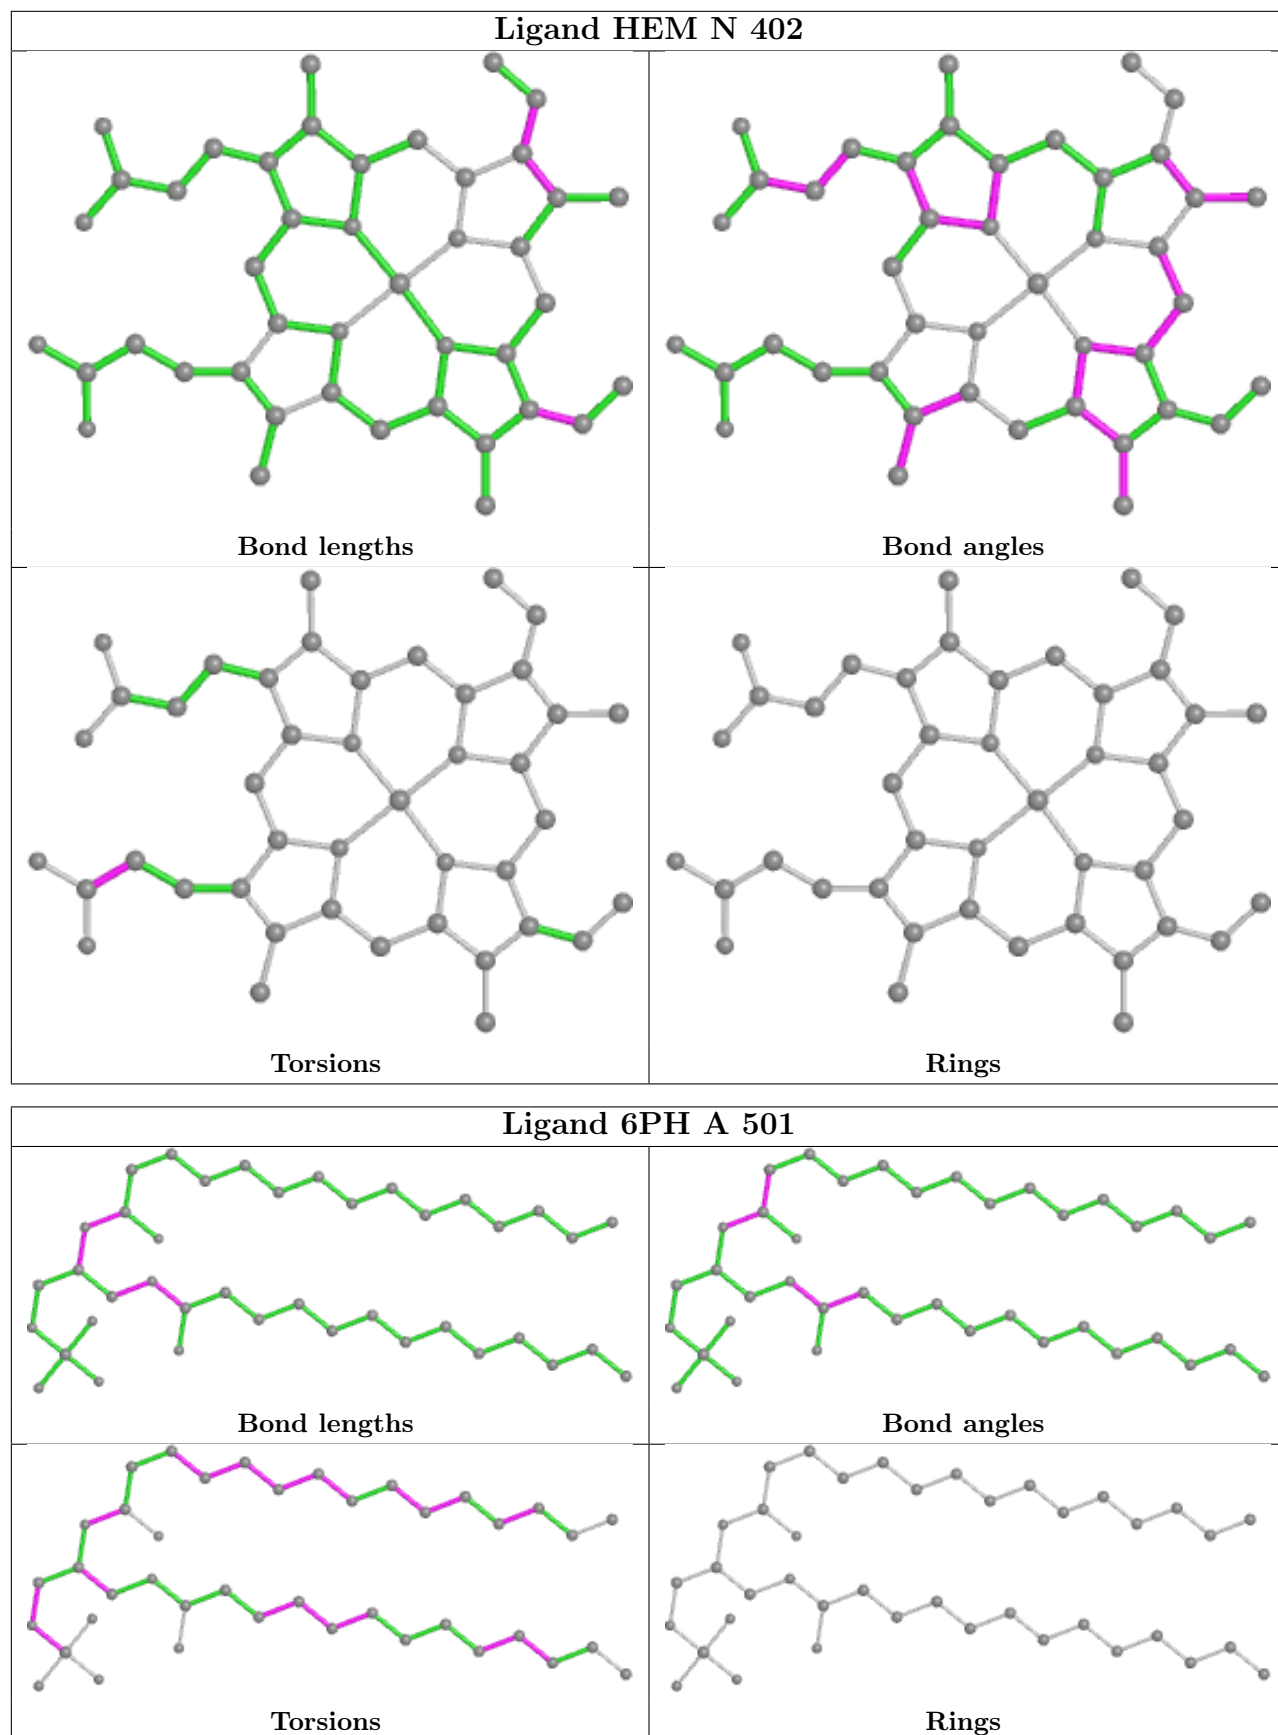 Ligand HEM N 402
Bond lengths
Bond angles
Torsions
Rings
Ligand 6PH A 501
Bond lengths
Bond angles
Torsions
Rings